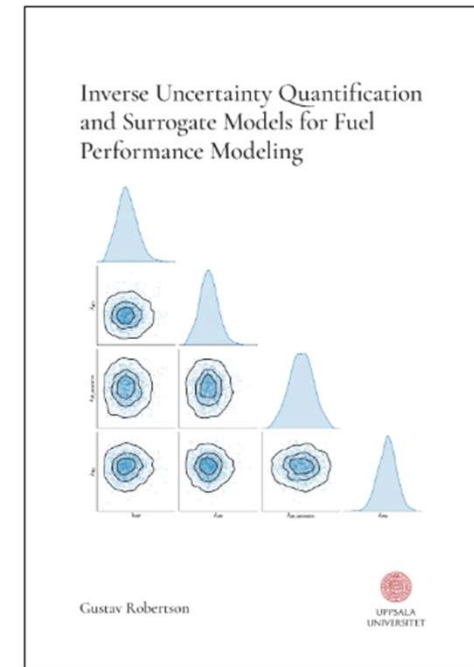 Inverse Uncertainty Quantification
and Surrogate Models for Fuel
Performance Modeling
Gustav Robertson
UPPSALA
UNIVERSITET